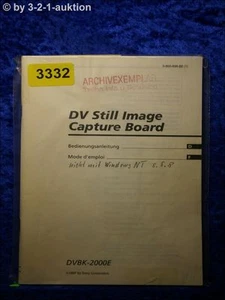 © by 3-2-1-auktion
3332
ARCHIVEXEMPLAR
DV Still Image
Capture Board
Bedienungsanleitung
Mode d'emploi
nicht mit Windows NT
DVBK-2000E